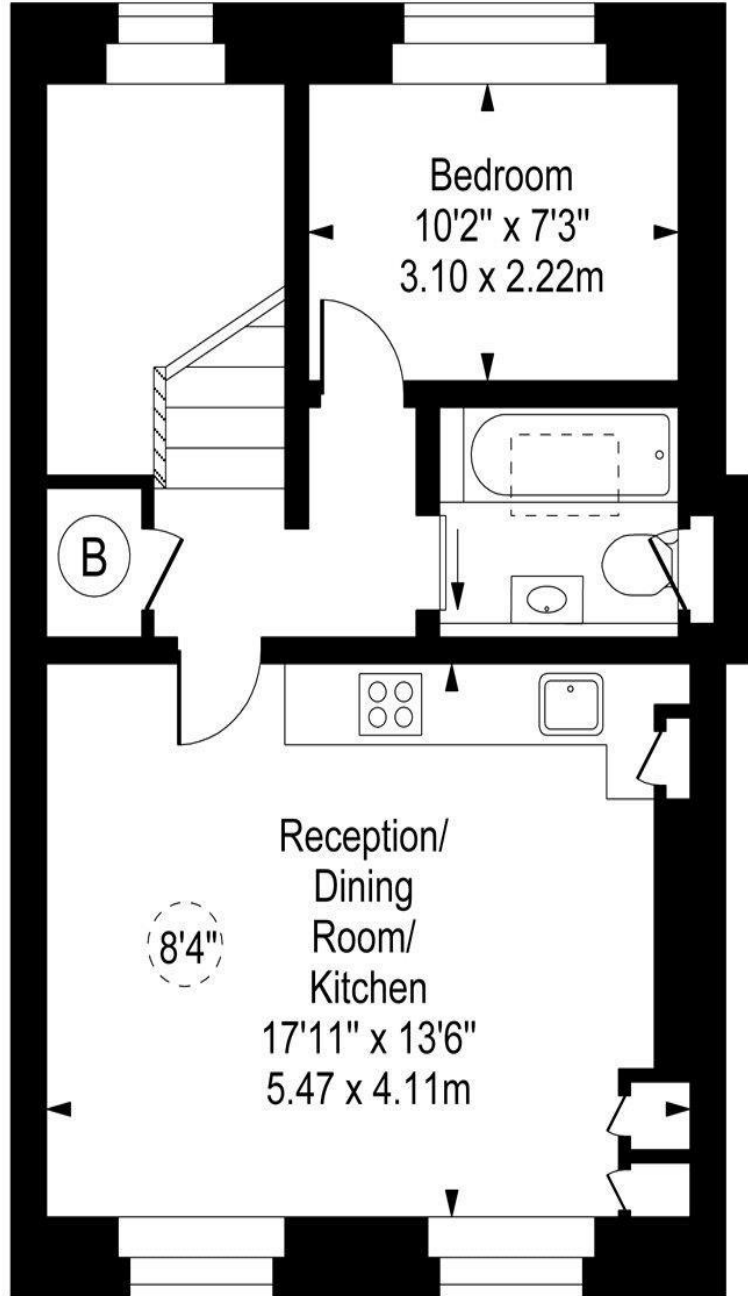 Bedroom
10'2" x 7'3"
3.10 x 2.22m
B
Reception/
Dining
Room/
Kitchen
17'11" x 13'6"
5.47 x 4.11m
8'4"